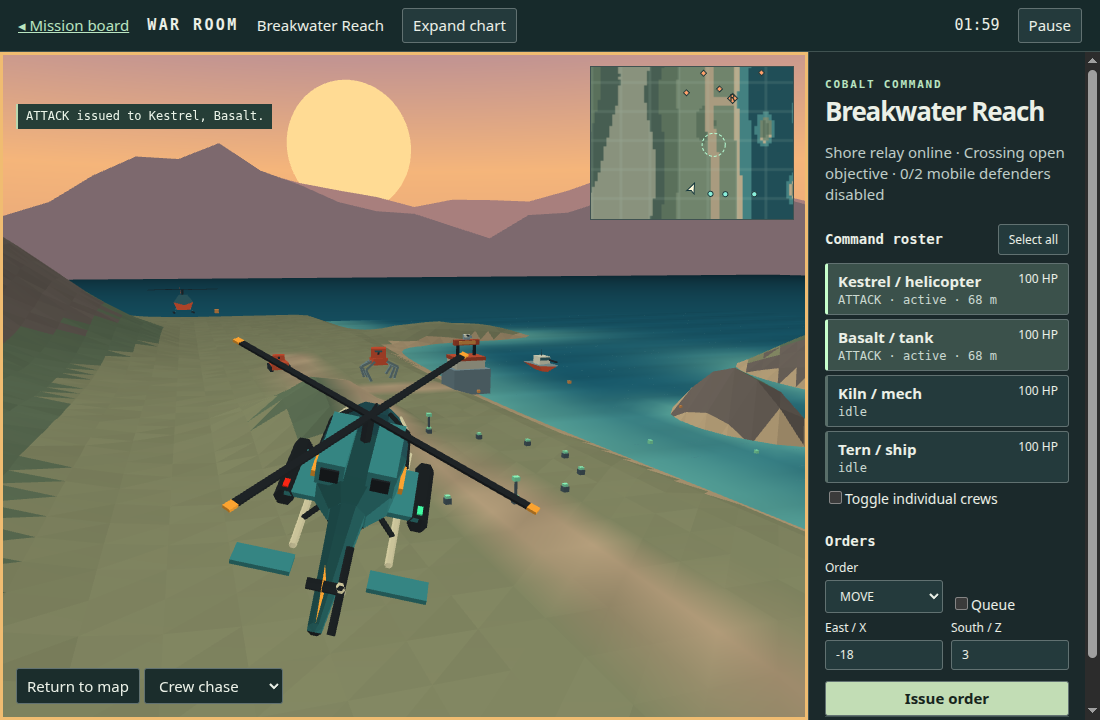 ◂ Mission board WAR ROOM Breakwater Reach Expand chart 01:59 Pause
ATTACK issued to Kestrel, Basalt.
COBALT COMMAND
Breakwater Reach
Shore relay online · Crossing open
objective · 0/2 mobile defenders
disabled
Command roster Select all
Kestrel / helicopter 100 HP
ATTACK · active · 68 m
Basalt / tank 100 HP
ATTACK · active · 68 m
Kiln / mech 100 HP
idle
Tern / ship 100 HP
idle
Toggle individual crews
Orders
Order
MOVE Queue
East / X South / Z
-18 3
Issue order
Return to map Crew chase